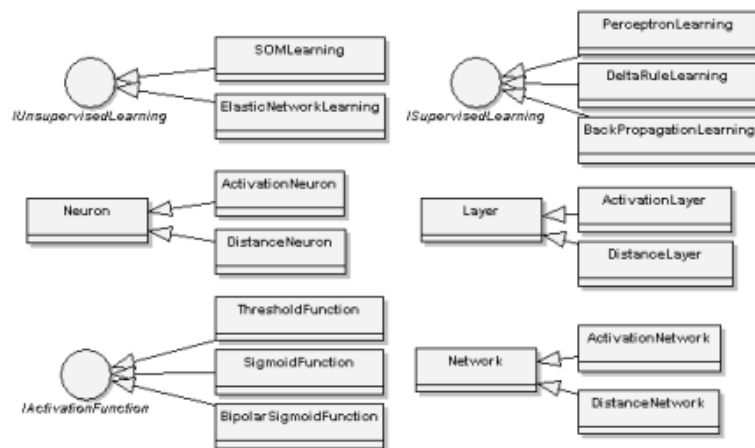 SOMLearning
ElasticNetworkLearning
IUnsupervisedLearning
PerceptronLearning
DeltaRuleLearning
BackPropagationLearning
ISupervisedLearning
Neuron
ActivationNeuron
DistanceNeuron
Layer
ActivationLayer
DistanceLayer
ThresholdFunction
SigmoidFunction
BipolarSigmoidFunction
IActivationFunction
Network
ActivationNetwork
DistanceNetwork